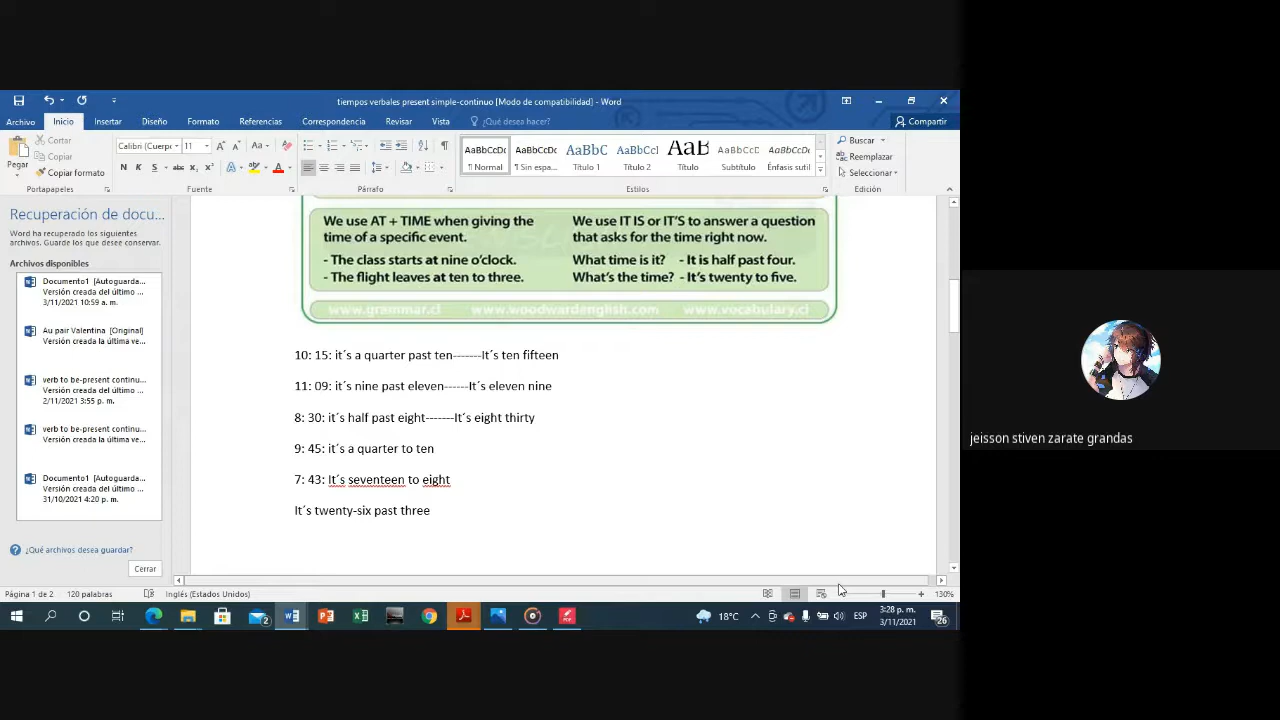 tiempos verbales present simple-continuo [Modo de compatibilidad] - Word
Archivo Inicio Insertar Diseño Formato Referencias Correspondencia Revisar Vista ¿Qué desea hacer? Compartir
Pegar
Cortar
Copiar
Copiar formato
Portapapeles
Calibri (Cuerpo 11
N K S abc x₂ x²
Fuente
Párrafo
AaBbCcDc AaBbCcDc AaBbC AaBbCcl AaB AaBbCcC AaBbCcDc
¶ Normal ¶ Sin espa... Título 1 Título 2 Título Subtítulo Énfasis sutil
Estilos
Buscar
Reemplazar
Seleccionar
Edición
Recuperación de docu...
Word ha recuperado los siguientes
archivos. Guarde los que desee conservar.
Archivos disponibles
Documento1 [Autoguarda...
Versión creada del último ...
3/11/2021 10:59 a. m.
Au pair Valentina [Original]
Versión creada la última ve...
verb to be-present continu...
Versión creada del último ...
2/11/2021 3:55 p. m.
verb to be-present continu...
Versión creada la última ve...
Documento1 [Autoguarda...
Versión creada del último ...
31/10/2021 4:20 p. m.
¿Qué archivos desea guardar?
Cerrar
We use AT + TIME when giving the
time of a specific event.
- The class starts at nine o'clock.
- The flight leaves at ten to three.
We use IT IS or IT'S to answer a question
that asks for the time right now.
What time is it? - It is half past four.
What's the time? - It's twenty to five.
www.grammar.cl www.woodwardenglish.com www.vocabulary.cl
10: 15: it´s a quarter past ten-------It´s ten fifteen
11: 09: it´s nine past eleven------It´s eleven nine
8: 30: it´s half past eight-------It´s eight thirty
9: 45: it´s a quarter to ten
7: 43: It´s seventeen to eight
It´s twenty-six past three
jeisson stiven zarate grandas
Página 1 de 2 120 palabras Inglés (Estados Unidos) 130%
18°C ESP 3:28 p. m.
3/11/2021
26